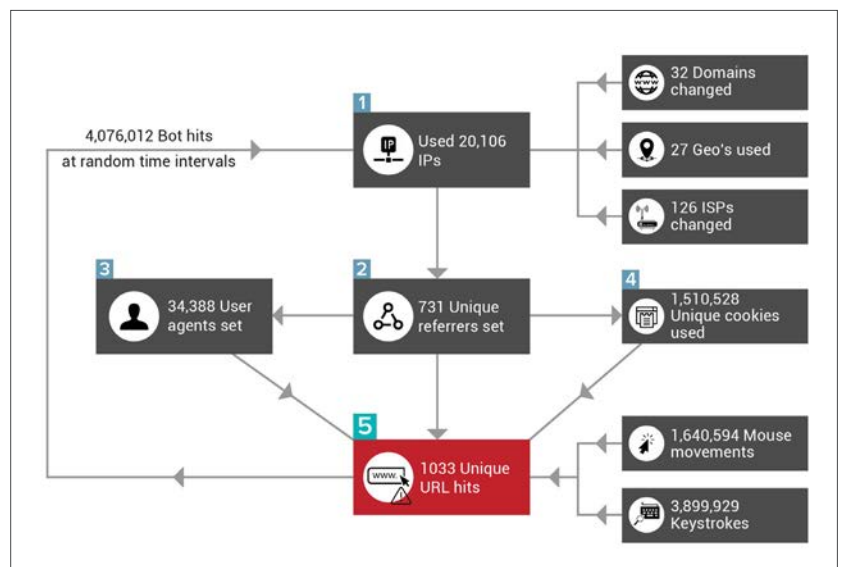 32 Domains
changed
1
4,076,012 Bot hits
at random time intervals
IP
Used 20,106
IPs
27 Geo's used
126 ISPs
changed
3
34,388 User
agents set
2
731 Unique
referrers set
4
1,510,528
Unique cookies
used
5
www.
1033 Unique
URL hits
1,640,594 Mouse
movements
3,899,929
Keystrokes